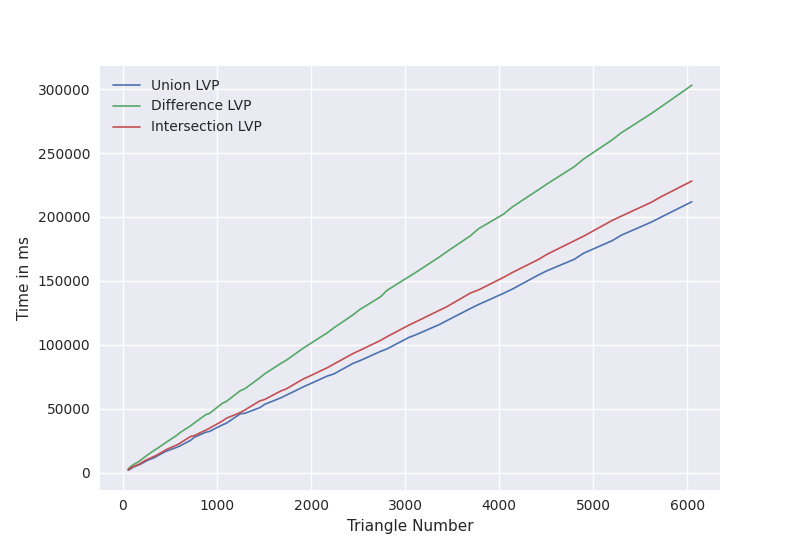 Union LVP
Difference LVP
Intersection LVP
300000
250000
200000
150000
100000
50000
0
Time in ms
0 1000 2000 3000 4000 5000 6000
Triangle Number